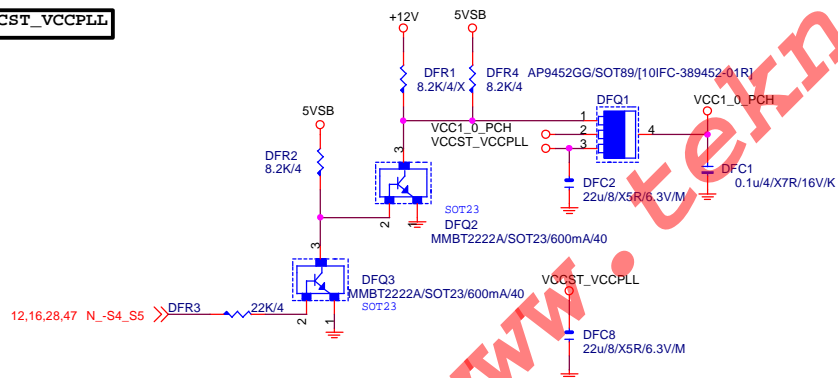 CST_VCCPLL
+12V
5VSB
DFR1
8.2K/4/X
DFR4
8.2K/4
AP9452GG/SOT89/[10IFC-389452-01R]
DFQ1
VCC1_0_PCH
VCC1_0_PCH
VCCST_VCCPLL
1
2
3
4
5VSB
DFR2
8.2K/4
3
2
1
SOT23
DFQ2
MMBT2222A/SOT23/600mA/40
DFC2
22u/8/X5R/6.3V/M
DFC1
0.1u/4/X7R/16V/K
3
2
1
DFQ3
MMBT2222A/SOT23/600mA/40
SOT23
12,16,28,47 N_-S4_S5
DFR3
22K/4
VCCST_VCCPLL
DFC8
22u/8/X5R/6.3V/M
www.tekn